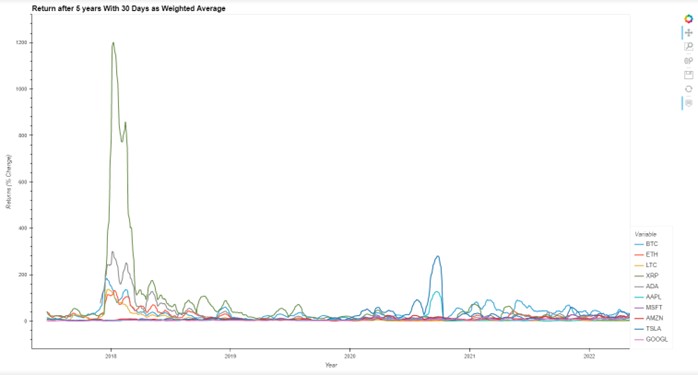 Return after 5 years With 30 Days as Weighted Average
Returns (% Change)
1200
1000
800
600
400
200
0
2018
2019
2020
2021
2022
Year
Variable
BTC
ETH
LTC
XRP
ADA
AAPL
MSFT
AMZN
TSLA
GOOGL